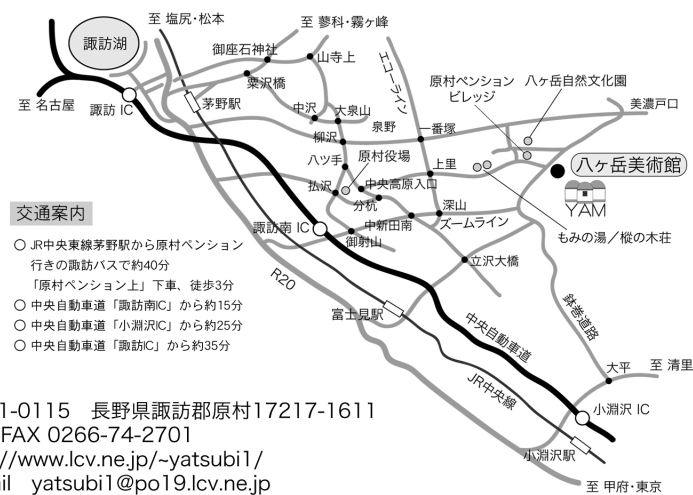 至 塩尻・松本
至 蓼科・霧ヶ峰
諏訪湖
御座石神社
山寺上
粟沢橋
エコーライン
原村ペンション
ビレッジ
八ヶ岳自然文化園
至 名古屋
諏訪 IC
茅野駅
中沢
大泉山
泉野
一番塚
美濃戸口
柳沢
八ツ手
原村役場
上里
八ヶ岳美術館
払沢
中央高原入口
YAM
分杭
深山
もみの湯／樅の木荘
交通案内
諏訪南 IC
中新田南
ズームライン
御射山
○ JR中央東線茅野駅から原村ペンション
行きの諏訪バスで約40分
「原村ペンション上」下車、徒歩3分
○ 中央自動車道「諏訪南IC」から約15分
○ 中央自動車道「小淵沢IC」から約25分
○ 中央自動車道「諏訪IC」から約35分
立沢大橋
R20
富士見駅
鉢巻道路
中央自動車道
大平
至 清里
JR中央線
小淵沢 IC
小淵沢駅
至 甲府・東京
1-0115 長野県諏訪郡原村17217-1611
FAX 0266-74-2701
//www.lcv.ne.jp/~yatsubi1/
il yatsubi1@po19.lcv.ne.jp